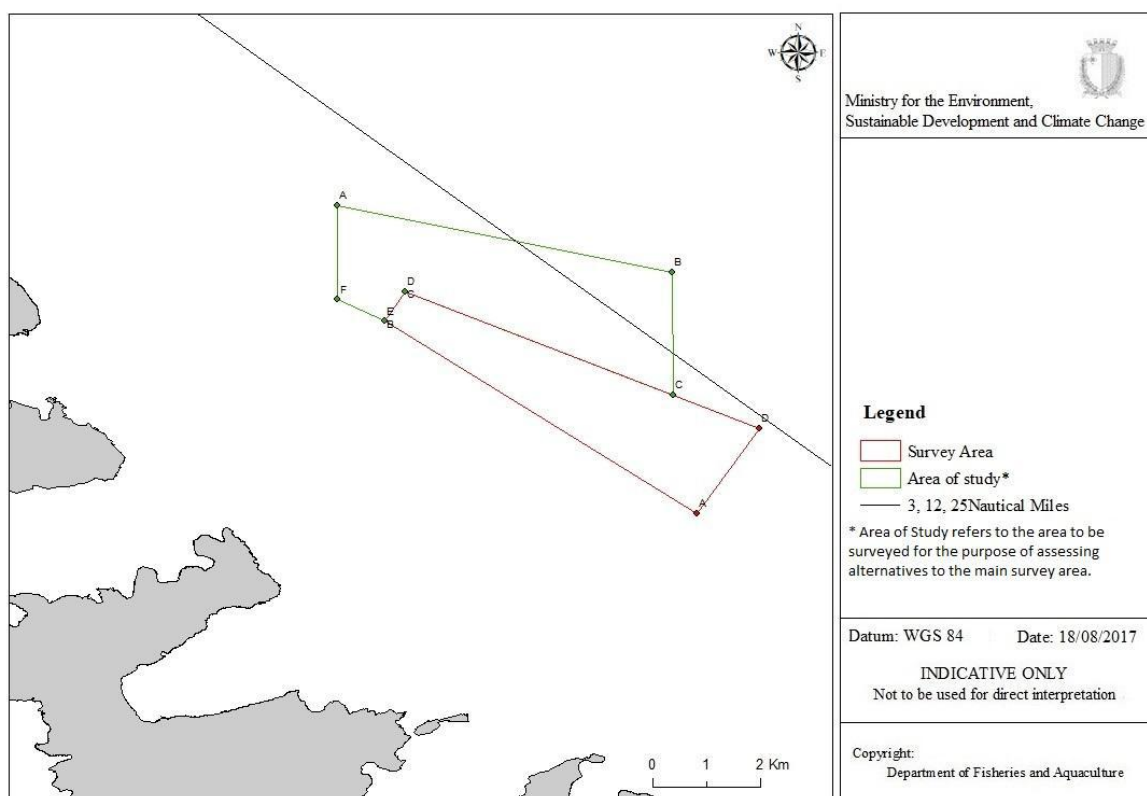 N
W E
S
A
B
F
D
C
E
B
C
D
A
0 1 2 Km
Ministry for the Environment,
Sustainable Development and Climate Change
Legend
Survey Area
Area of study*
3, 12, 25Nautical Miles
* Area of Study refers to the area to be
surveyed for the purpose of assessing
alternatives to the main survey area.
Datum: WGS 84 Date: 18/08/2017
INDICATIVE ONLY
Not to be used for direct interpretation
Copyright:
Department of Fisheries and Aquaculture